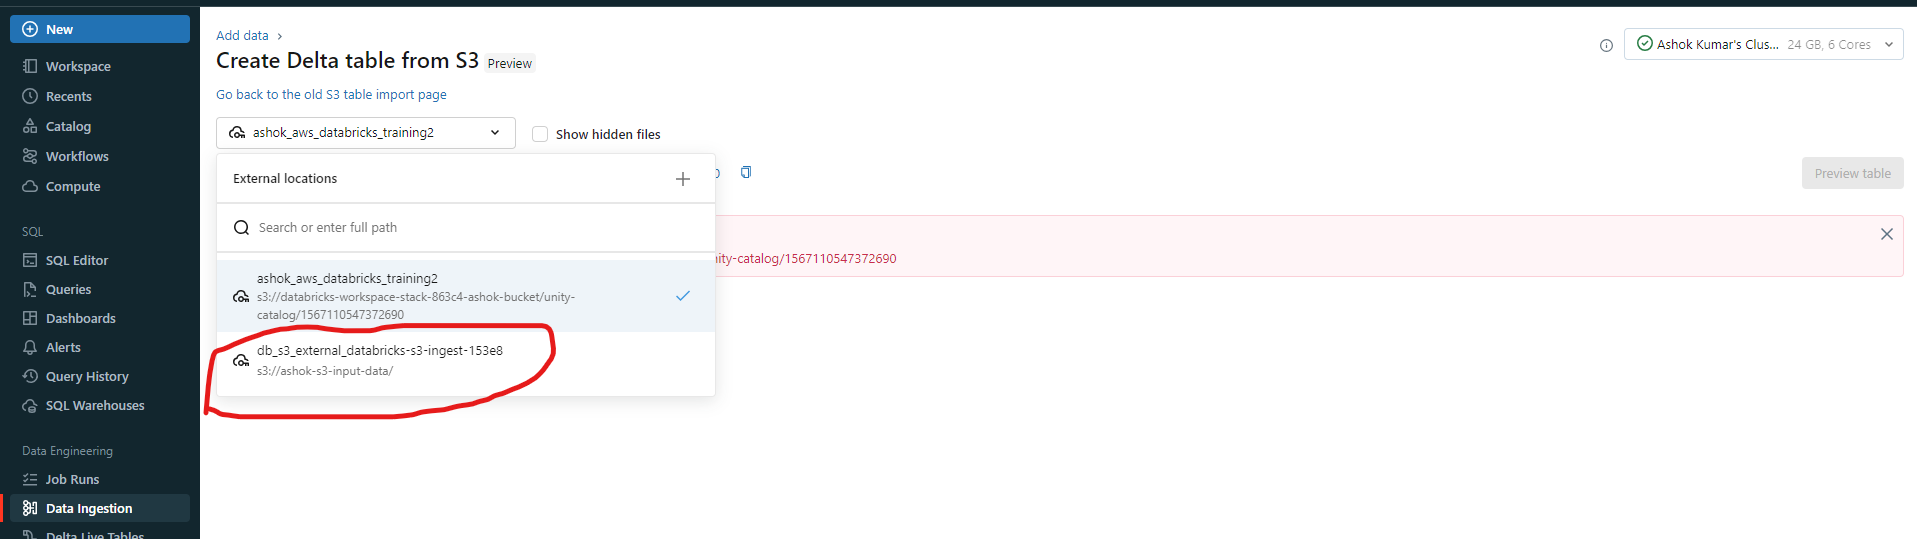 New
Workspace
Recents
Catalog
Workflows
Compute
SQL
SQL Editor
Queries
Dashboards
Alerts
Query History
SQL Warehouses
Data Engineering
Job Runs
Data Ingestion
Delta Live Tables
Add data ›
Create Delta table from S3 Preview
Go back to the old S3 table import page
Ashok Kumar's Clus... 24 GB, 6 Cores
ashok_aws_databricks_training2
Show hidden files
External locations
Preview table
Search or enter full path
ashok_aws_databricks_training2
s3://databricks-workspace-stack-863c4-ashok-bucket/unity-
catalog/1567110547372690
nity-catalog/1567110547372690
db_s3_external_databricks-s3-ingest-153e8
s3://ashok-s3-input-data/